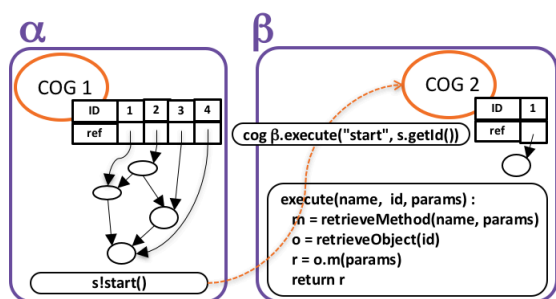 α
β
COG 1
COG 2
ID 1 2 3 4
ref
ID 1
ref
cog β.execute("start", s.getId())
execute(name, id, params) :
m = retrieveMethod(name, params)
o = retrieveObject(id)
r = o.m(params)
return r
s!start()